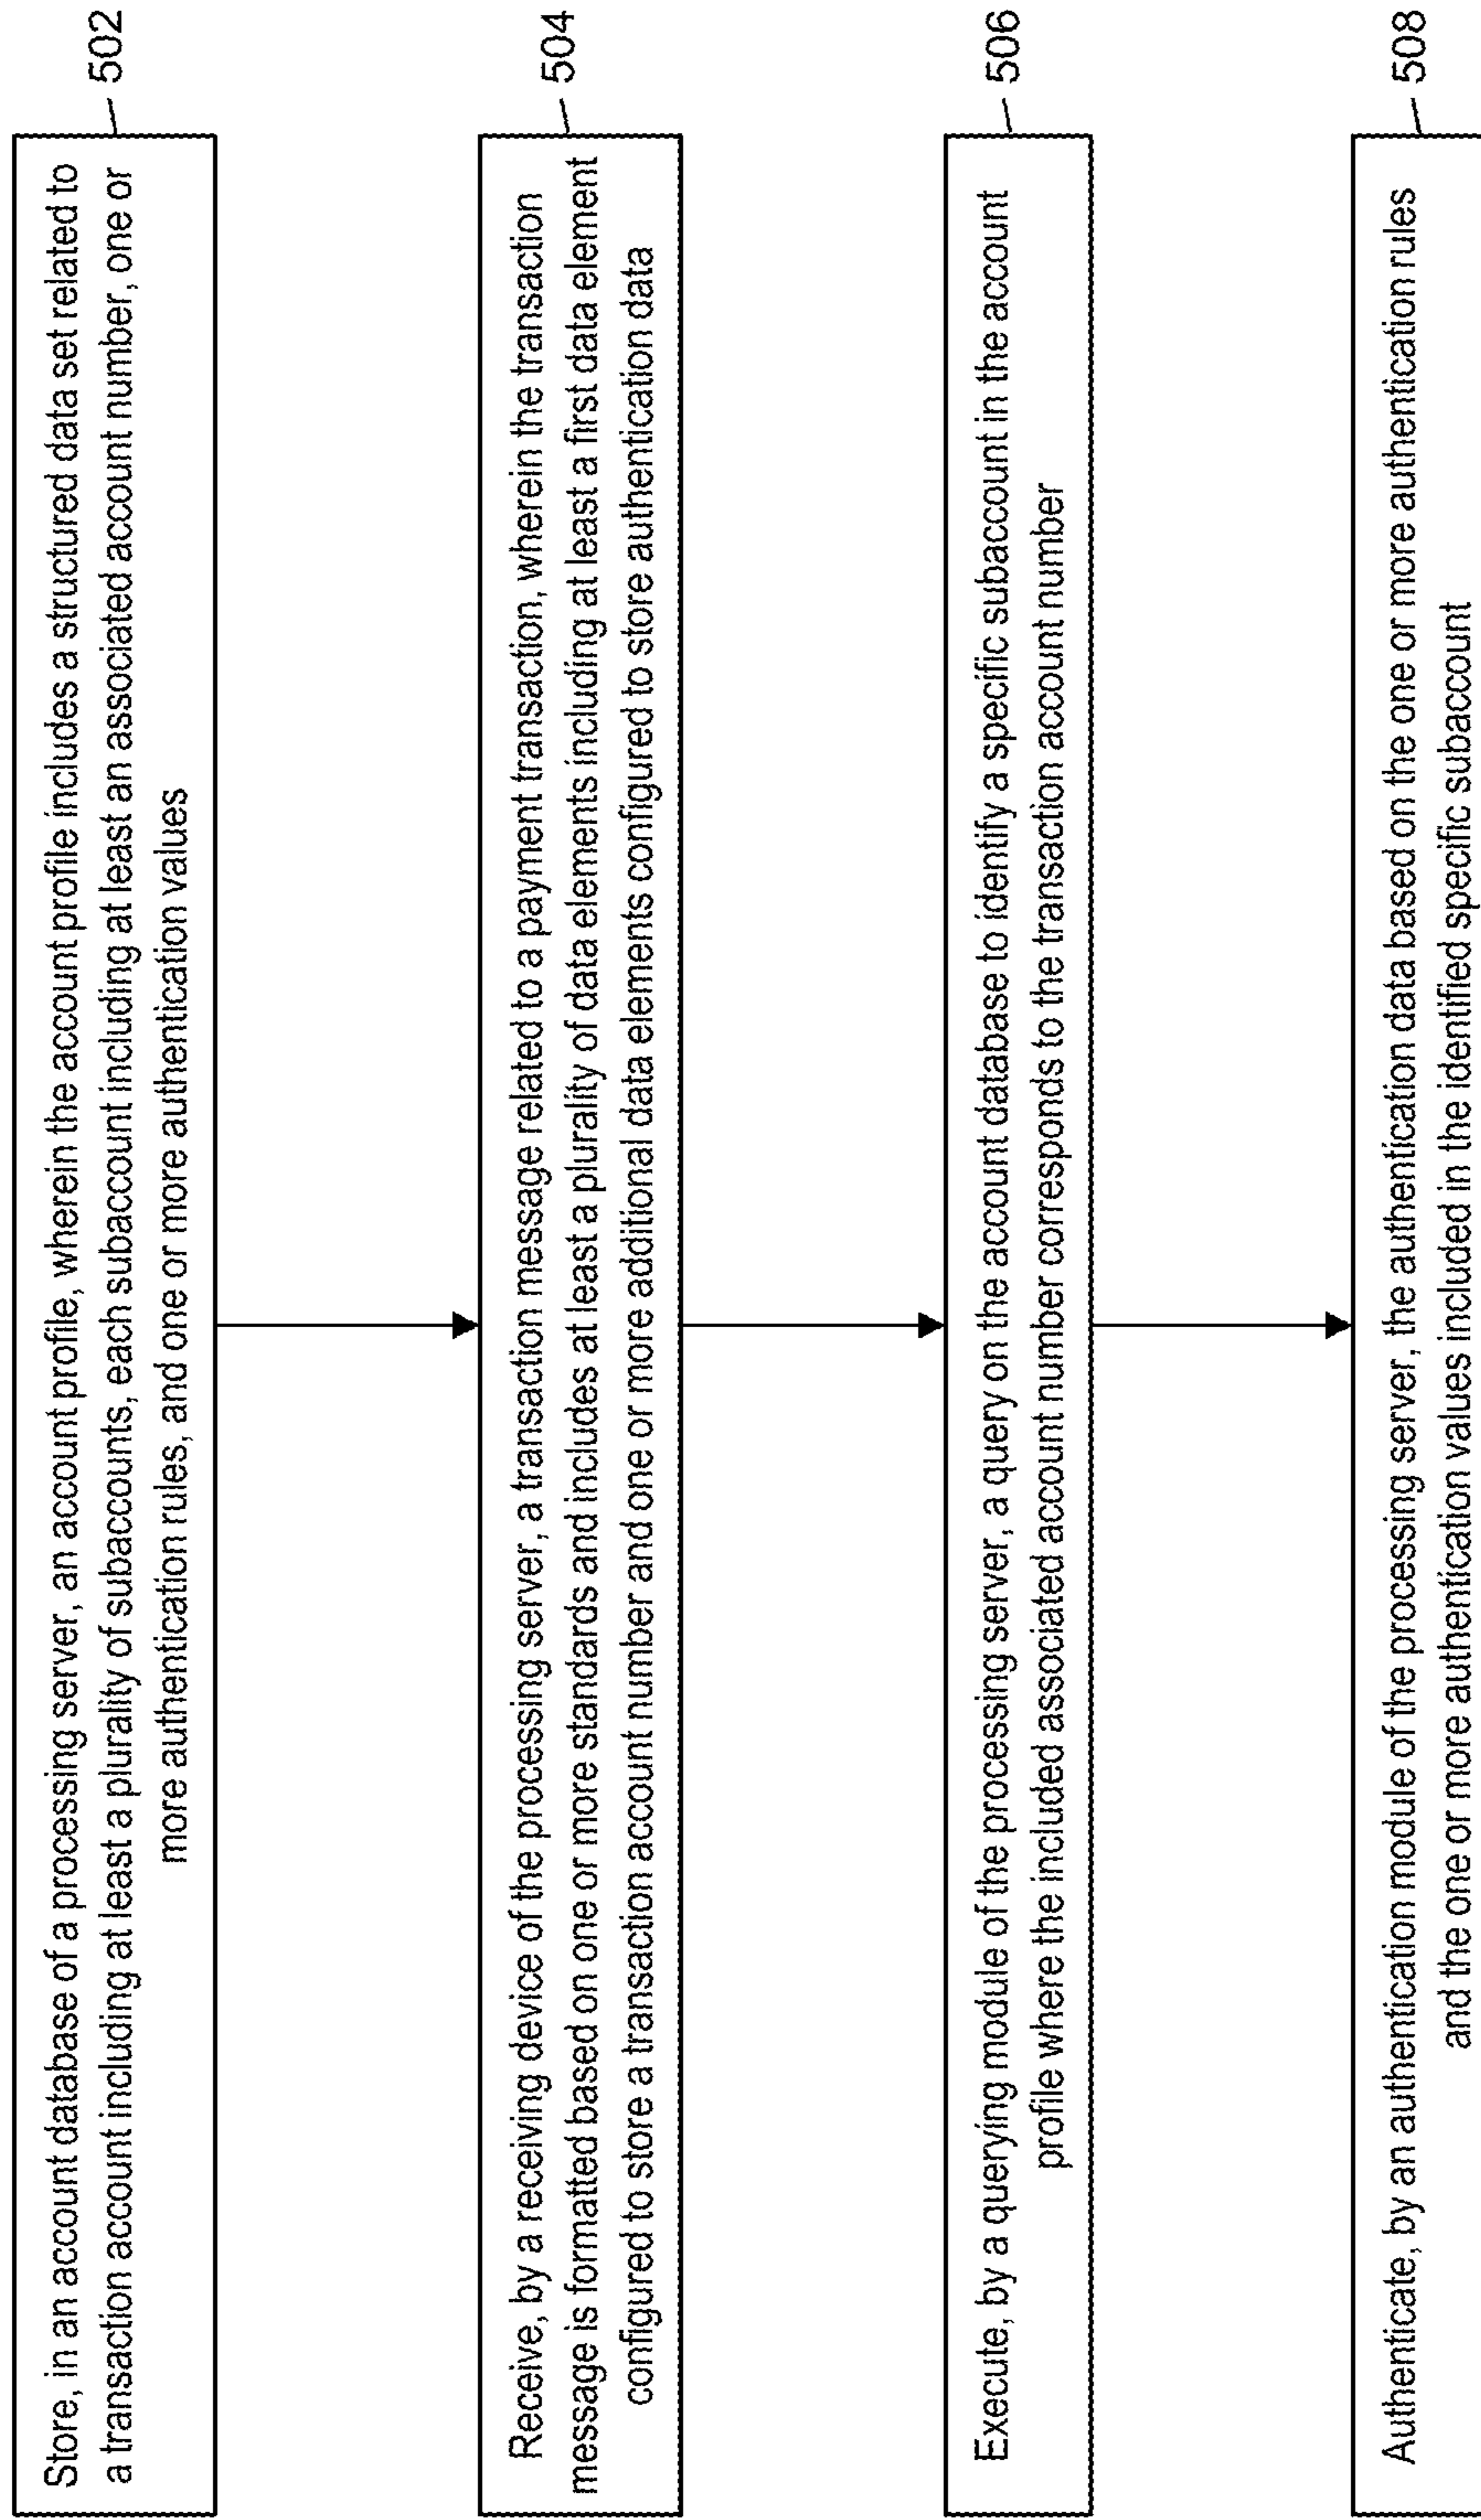 Store, in an account database of a processing server, an account profile, wherein the account profile includes a structured data set related to
a transaction account including at least a plurality of subaccounts, each subaccount including at least an associated account number, one or
more authentication rules, and one or more authentication values
502
Receive, by a receiving device of the processing server, a transaction message related to a payment transaction, wherein the transaction
message is formatted based on one or more standards and includes at least a plurality of data elements including at least a first data element
configured to store a transaction account number and one or more additional data elements configured to store authentication data
504
Execute, by a querying module of the processing server, a query on the account database to identify a specific subaccount in the account
profile where the included associated account number corresponds to the transaction account number
506
Authenticate, by an authentication module of the processing server, the authentication data based on the one or more authentication rules
and the one or more authentication values included in the identified specific subaccount
508